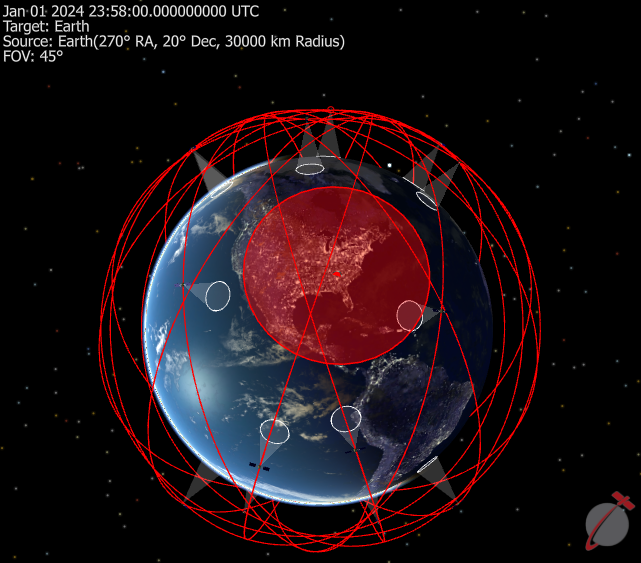 Jan 01 2024 23:58:00.000000000 UTC
Target: Earth
Source: Earth(270° RA, 20° Dec, 30000 km Radius)
FOV: 45°